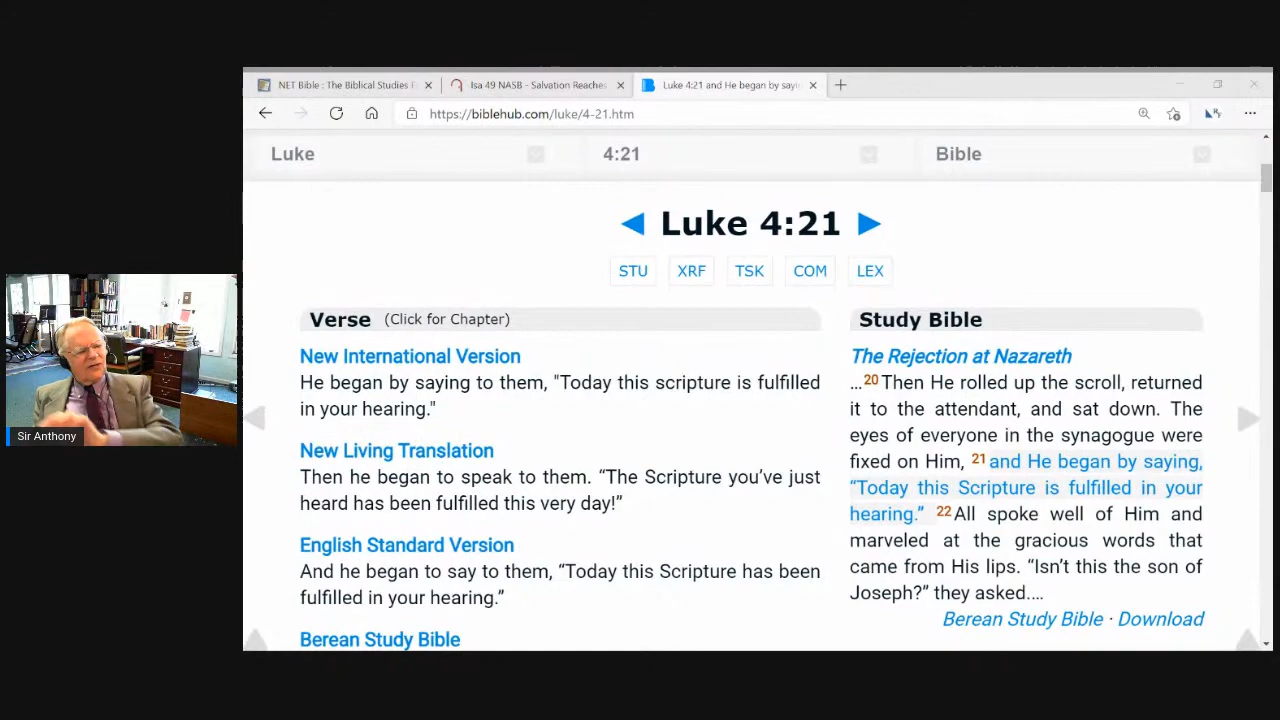 NET Bible : The Biblical Studies
Isa 49 NASB - Salvation Reaches
Luke 4:21 and He began by sayi
https://biblehub.com/luke/4-21.htm
Luke
4:21
Bible
Luke 4:21
STU
XRF
TSK
COM
LEX
Verse (Click for Chapter)
New International Version
He began by saying to them, "Today this scripture is fulfilled
in your hearing."
New Living Translation
Then he began to speak to them. “The Scripture you’ve just
heard has been fulfilled this very day!”
English Standard Version
And he began to say to them, “Today this Scripture has been
fulfilled in your hearing.”
Berean Study Bible
Study Bible
The Rejection at Nazareth
…20Then He rolled up the scroll, returned
it to the attendant, and sat down. The
eyes of everyone in the synagogue were
fixed on Him, 21and He began by saying,
“Today this Scripture is fulfilled in your
hearing.” 22All spoke well of Him and
marveled at the gracious words that
came from His lips. “Isn’t this the son of
Joseph?” they asked.…
Berean Study Bible · Download
Sir Anthony